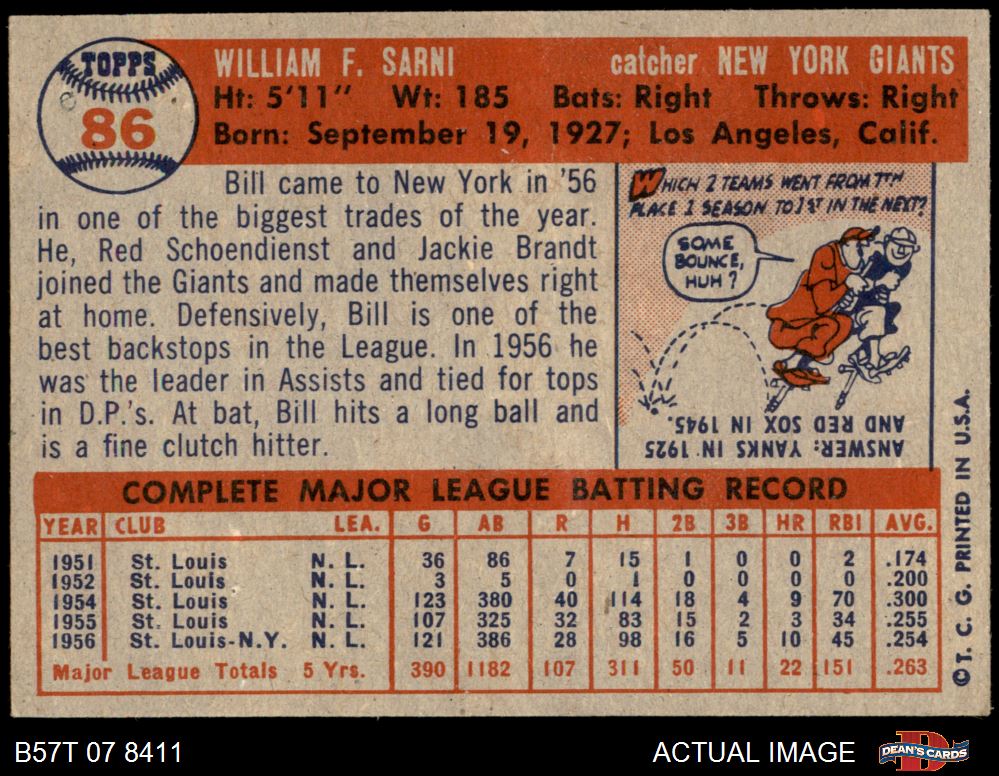 TOPPS
86
WILLIAM F. SARNI catcher NEW YORK GIANTS
Ht: 5'11" Wt: 185 Bats: Right Throws: Right
Born: September 19, 1927; Los Angeles, Calif.
Bill came to New York in '56
in one of the biggest trades of the year.
He, Red Schoendienst and Jackie Brandt
joined the Giants and made themselves right
at home. Defensively, Bill is one of the
best backstops in the League. In 1956 he
was the leader in Assists and tied for tops
in D.P.'s. At bat, Bill hits a long ball and
is a fine clutch hitter.
WHICH 2 TEAMS WENT FROM 7TH
PLACE 1 SEASON TO 1ST IN THE NEXT?
SOME
BOUNCE,
HUH?
ANSWER: YANKS IN 1925
AND RED SOX IN 1945.
COMPLETE MAJOR LEAGUE BATTING RECORD
YEAR CLUB LEA. G AB R H 2B 3B HR RBI AVG.
1951 St. Louis N. L. 36 86 7 15 1 0 0 2 .174
1952 St. Louis N. L. 3 5 0 1 0 0 0 0 .200
1954 St. Louis N. L. 123 380 40 114 18 4 9 70 .300
1955 St. Louis N. L. 107 325 32 83 15 2 3 34 .255
1956 St. Louis-N.Y. N. L. 121 386 28 98 16 5 10 45 .254
Major League Totals 5 Yrs. 390 1182 107 311 50 11 22 151 .263
©T. C. G. PRINTED IN U.S.A.
B57T 07 8411 ACTUAL IMAGE DEAN'S CARDS